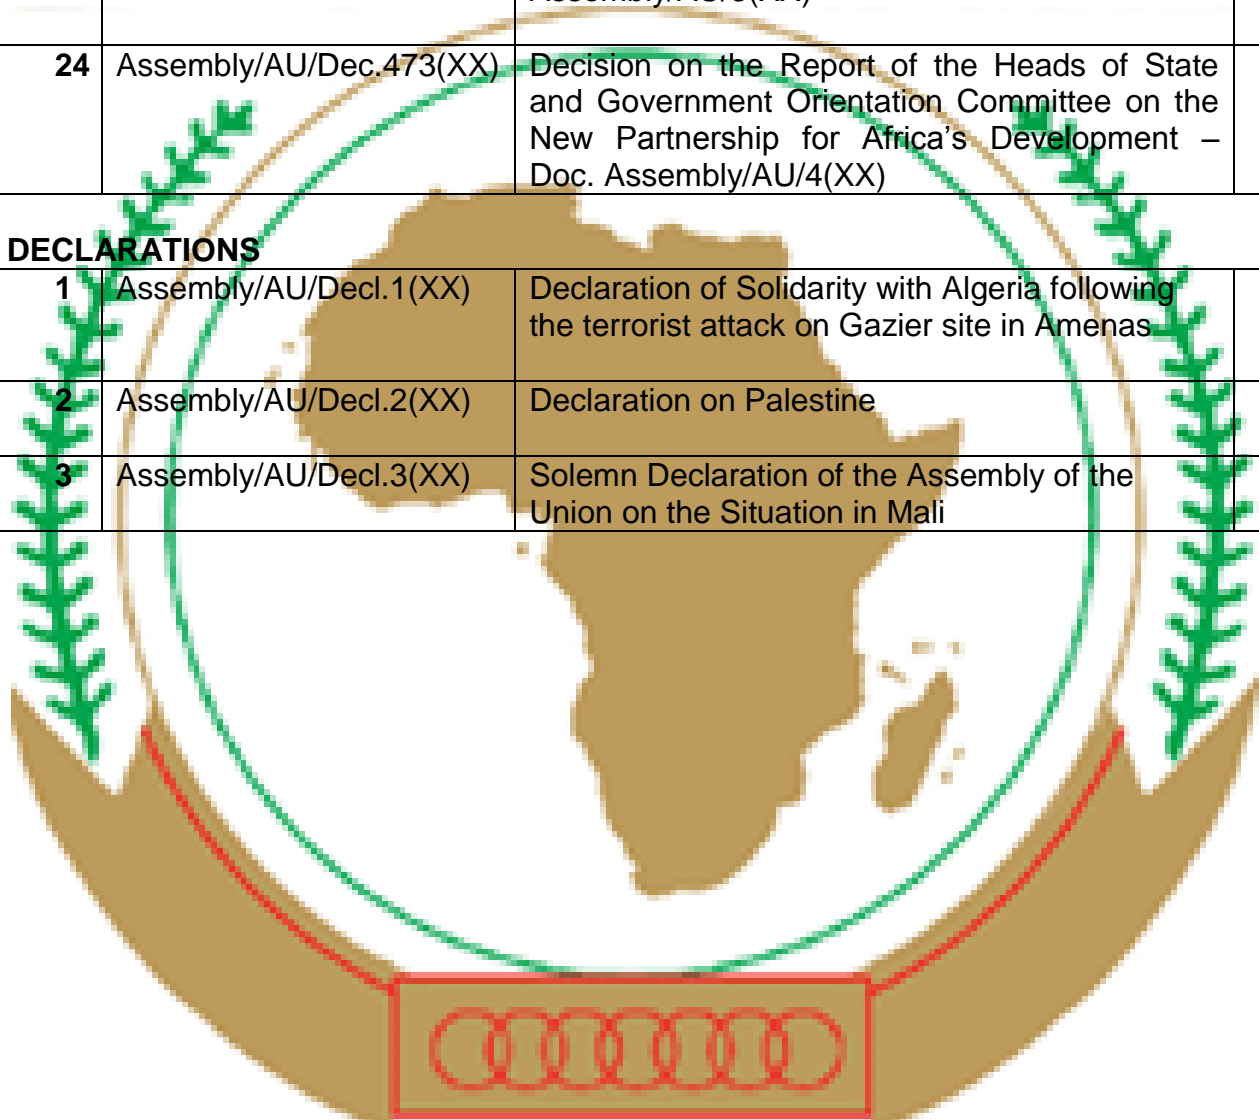 24 Assembly/AU/Dec.473(XX) Decision on the Report of the Heads of State
and Government Orientation Committee on the
New Partnership for Africa's Development –
Doc. Assembly/AU/4(XX)
DECLARATIONS
1 Assembly/AU/Decl.1(XX) Declaration of Solidarity with Algeria following
the terrorist attack on Gazier site in Amenas
2 Assembly/AU/Decl.2(XX) Declaration on Palestine
3 Assembly/AU/Decl.3(XX) Solemn Declaration of the Assembly of the
Union on the Situation in Mali